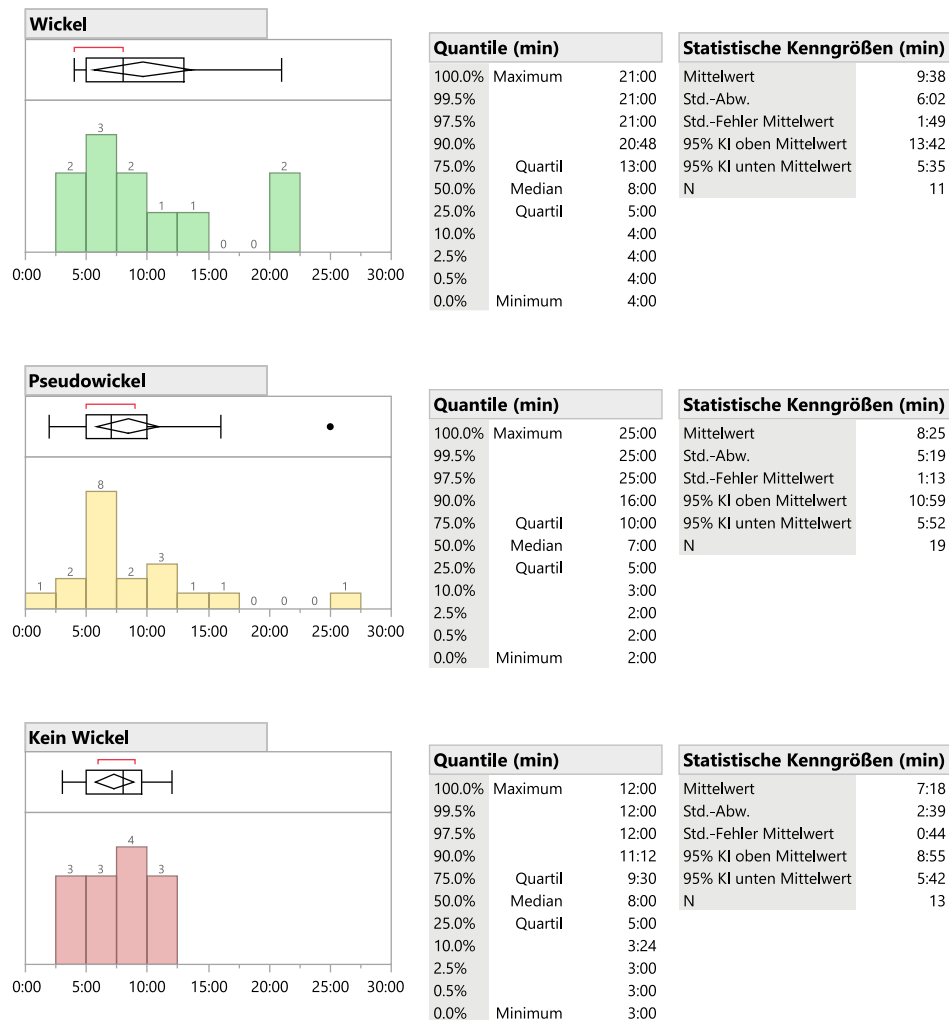 Wickel
3
2
2
2
1
1
0
0
0:00 5:00 10:00 15:00 20:00 25:00 30:00
Quantile (min)
100.0% Maximum 21:00
99.5% 21:00
97.5% 21:00
90.0% 20:48
75.0% Quartil 13:00
50.0% Median 8:00
25.0% Quartil 5:00
10.0% 4:00
2.5% 4:00
0.5% 4:00
0.0% Minimum 4:00
Statistische Kenngrößen (min)
Mittelwert 9:38
Std.-Abw. 6:02
Std.-Fehler Mittelwert 1:49
95% KI oben Mittelwert 13:42
95% KI unten Mittelwert 5:35
N 11
Pseudowickel
8
3
2
2
1
1
1
1
0
0
0
0:00 5:00 10:00 15:00 20:00 25:00 30:00
Quantile (min)
100.0% Maximum 25:00
99.5% 25:00
97.5% 25:00
90.0% 16:00
75.0% Quartil 10:00
50.0% Median 7:00
25.0% Quartil 5:00
10.0% 3:00
2.5% 2:00
0.5% 2:00
0.0% Minimum 2:00
Statistische Kenngrößen (min)
Mittelwert 8:25
Std.-Abw. 5:19
Std.-Fehler Mittelwert 1:13
95% KI oben Mittelwert 10:59
95% KI unten Mittelwert 5:52
N 19
Kein Wickel
4
3
3
3
0:00 5:00 10:00 15:00 20:00 25:00 30:00
Quantile (min)
100.0% Maximum 12:00
99.5% 12:00
97.5% 12:00
90.0% 11:12
75.0% Quartil 9:30
50.0% Median 8:00
25.0% Quartil 5:00
10.0% 3:24
2.5% 3:00
0.5% 3:00
0.0% Minimum 3:00
Statistische Kenngrößen (min)
Mittelwert 7:18
Std.-Abw. 2:39
Std.-Fehler Mittelwert 0:44
95% KI oben Mittelwert 8:55
95% KI unten Mittelwert 5:42
N 13